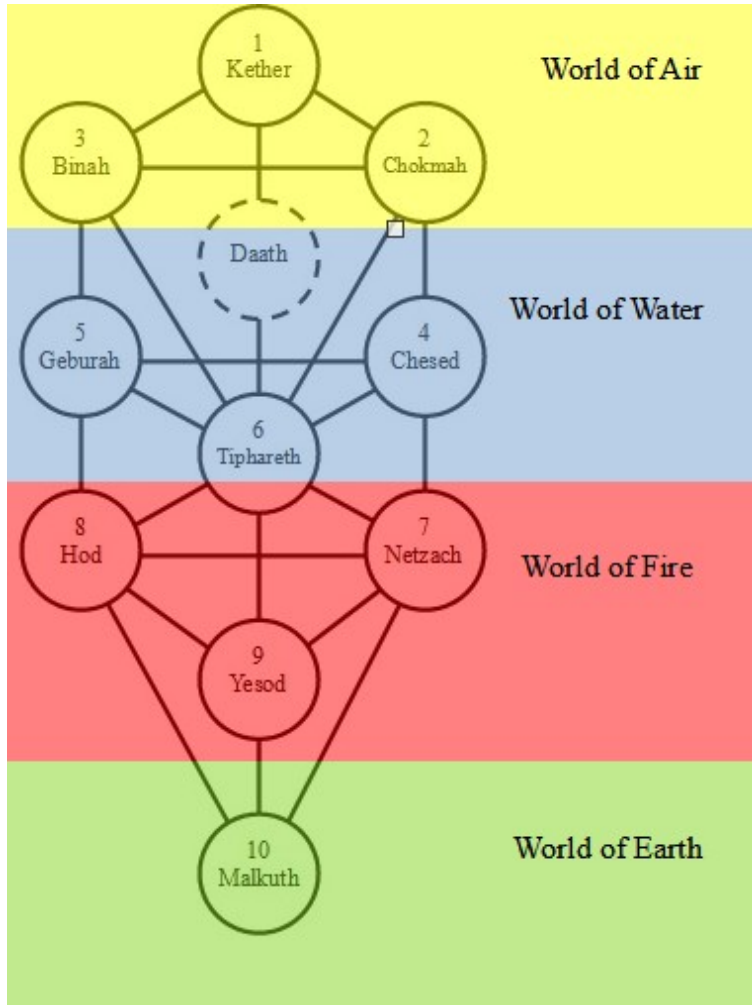 1
Kether
World of Air
3
Binah
2
Chokmah
Daath
World of Water
5
Geburah
4
Chesed
6
Tiphareth
8
Hod
7
Netzach
World of Fire
9
Yesod
10
Malkuth
World of Earth